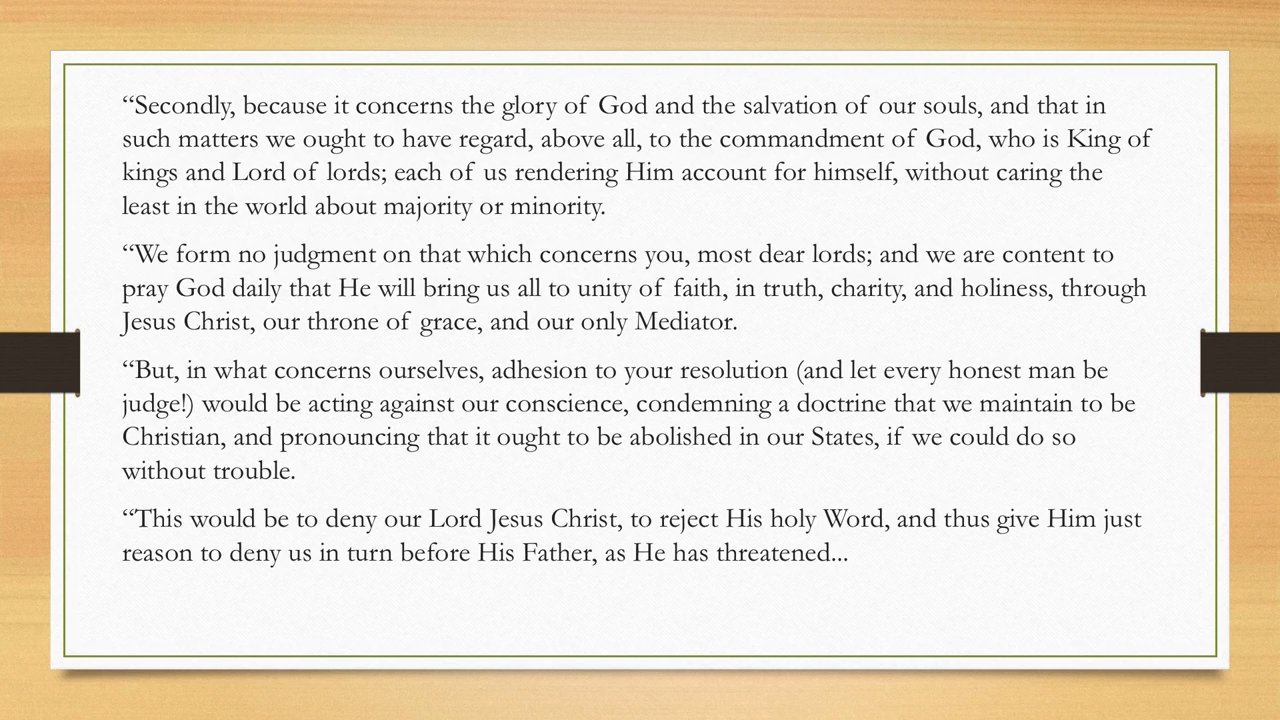 “Secondly, because it concerns the glory of God and the salvation of our souls, and that in
such matters we ought to have regard, above all, to the commandment of God, who is King of
kings and Lord of lords; each of us rendering Him account for himself, without caring the
least in the world about majority or minority.
“We form no judgment on that which concerns you, most dear lords; and we are content to
pray God daily that He will bring us all to unity of faith, in truth, charity, and holiness, through
Jesus Christ, our throne of grace, and our only Mediator.
“But, in what concerns ourselves, adhesion to your resolution (and let every honest man be
judge!) would be acting against our conscience, condemning a doctrine that we maintain to be
Christian, and pronouncing that it ought to be abolished in our States, if we could do so
without trouble.
“This would be to deny our Lord Jesus Christ, to reject His holy Word, and thus give Him just
reason to deny us in turn before His Father, as He has threatened...